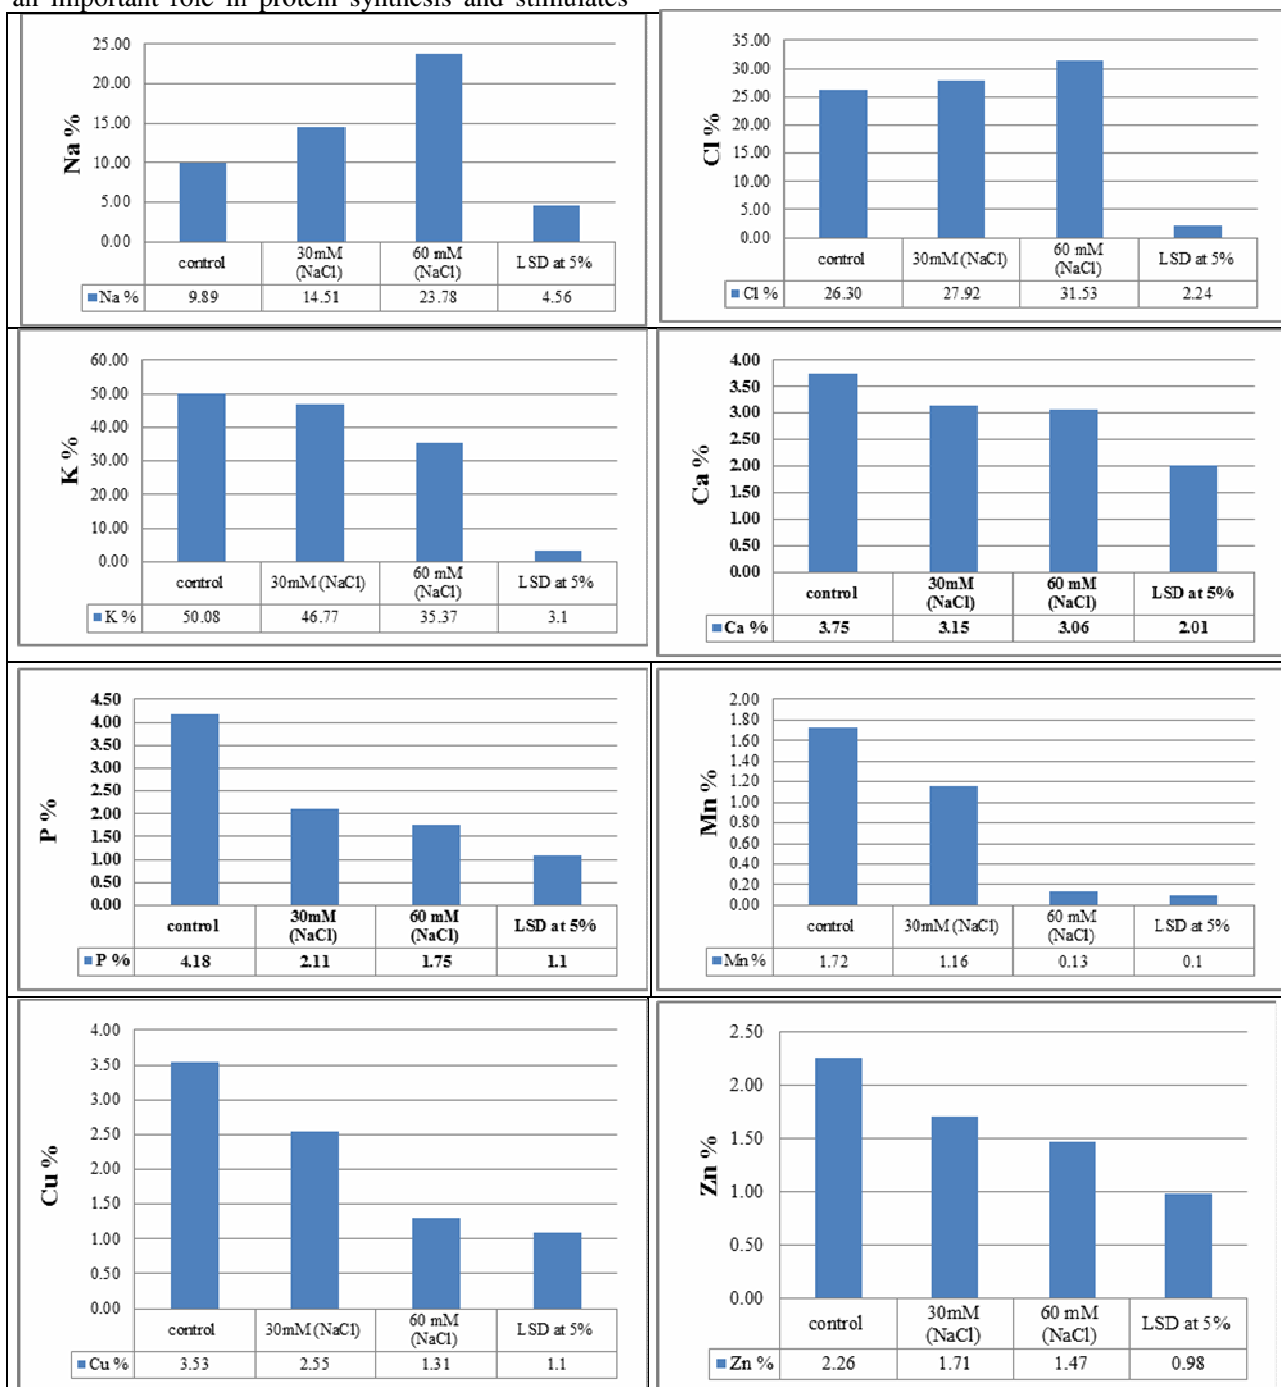 an important role in protein synthesis and stimulates
25.00
20.00
15.00
10.00
5.00
0.00
Na %
control
30mM (NaCl)
60 mM (NaCl)
LSD at 5%
Na % 9.89 14.51 23.78 4.56
35.00
30.00
25.00
20.00
15.00
10.00
5.00
0.00
Cl %
control
30mM (NaCl)
60 mM (NaCl)
LSD at 5%
Cl % 26.30 27.92 31.53 2.24
60.00
50.00
40.00
30.00
20.00
10.00
0.00
K %
control
30mM (NaCl)
60 mM (NaCl)
LSD at 5%
K % 50.08 46.77 35.37 3.1
4.00
3.50
3.00
2.50
2.00
1.50
1.00
0.50
0.00
Ca %
control
30mM (NaCl)
60 mM (NaCl)
LSD at 5%
Ca % 3.75 3.15 3.06 2.01
4.50
4.00
3.50
3.00
2.50
2.00
1.50
1.00
0.50
0.00
P %
control
30mM (NaCl)
60 mM (NaCl)
LSD at 5%
P % 4.18 2.11 1.75 1.1
2.00
1.80
1.60
1.40
1.20
1.00
0.80
0.60
0.40
0.20
0.00
Mn %
control
30mM (NaCl)
60 mM (NaCl)
LSD at 5%
Mn % 1.72 1.16 0.13 0.1
4.00
3.50
3.00
2.50
2.00
1.50
1.00
0.50
0.00
Cu %
control
30mM (NaCl)
60 mM (NaCl)
LSD at 5%
Cu % 3.53 2.55 1.31 1.1
2.50
2.00
1.50
1.00
0.50
0.00
Zn %
control
30mM (NaCl)
60 mM (NaCl)
LSD at 5%
Zn % 2.26 1.71 1.47 0.98